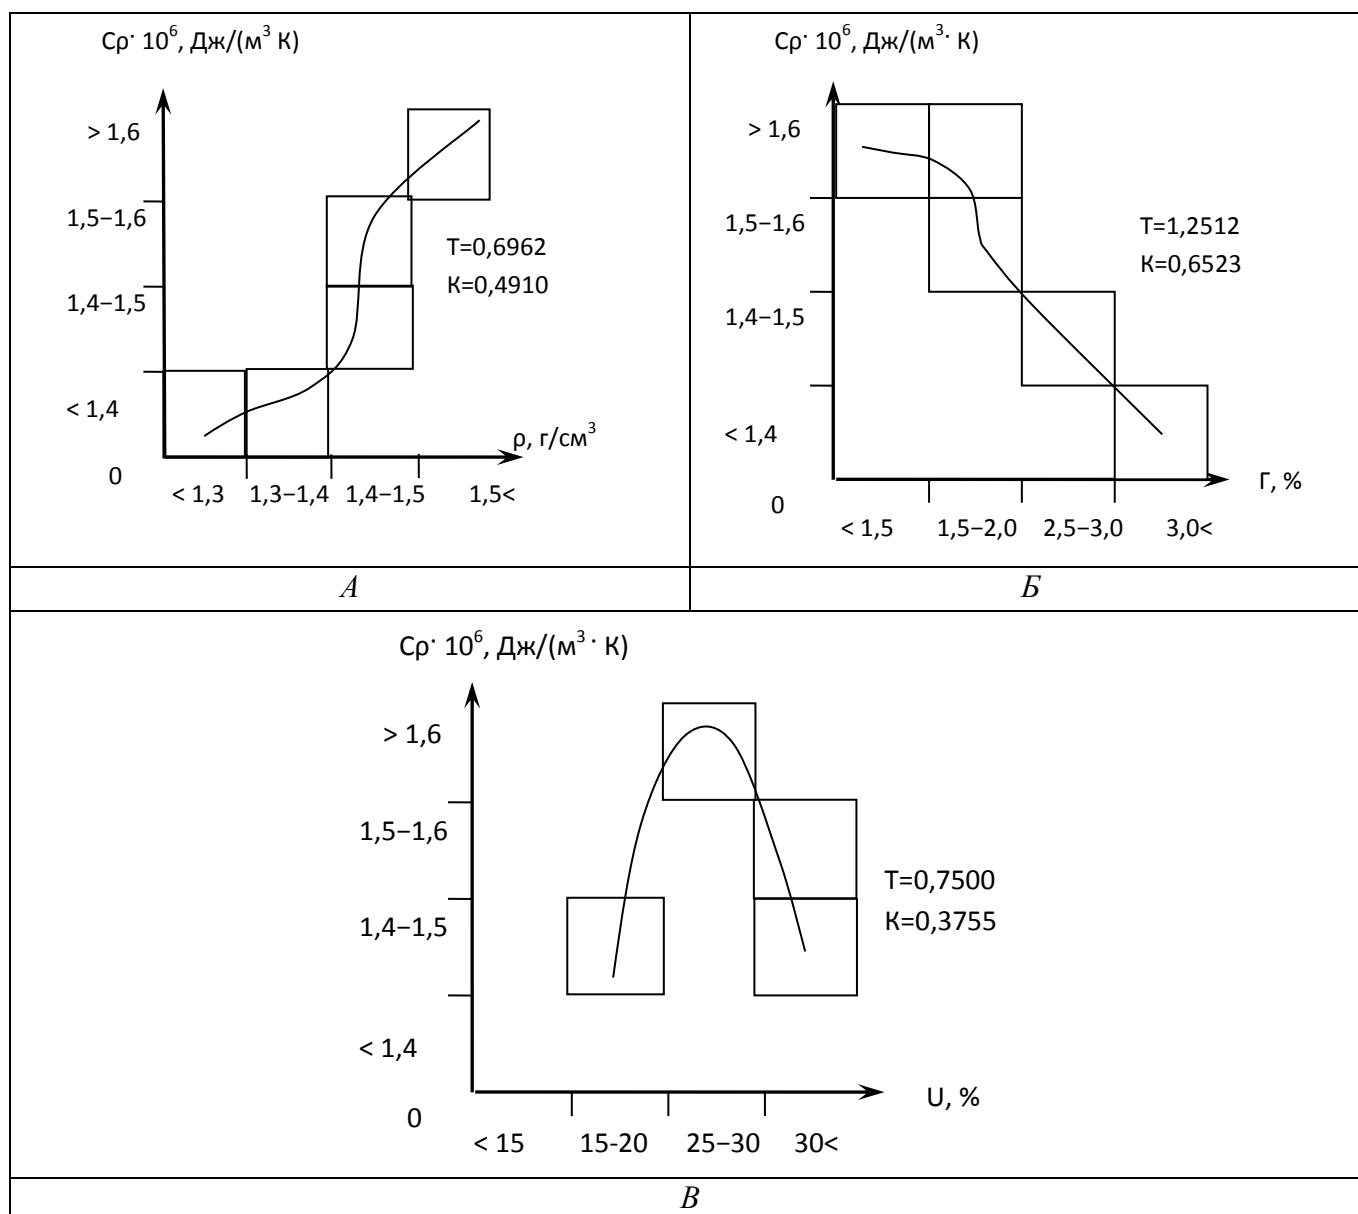 Cρ· 10⁶, Дж/(м³ К)
> 1,6
1,5−1,6
1,4−1,5
< 1,4
0
T=0,6962
К=0,4910
ρ, г/см³
< 1,3 1,3−1,4 1,4−1,5 1,5<
А
Cρ· 10⁶, Дж/(м³· К)
> 1,6
1,5−1,6
1,4−1,5
< 1,4
0
T=1,2512
К=0,6523
Г, %
< 1,5 1,5−2,0 2,5−3,0 3,0<
Б
Cρ· 10⁶, Дж/(м³ · К)
> 1,6
1,5−1,6
1,4−1,5
< 1,4
0
T=0,7500
К=0,3755
U, %
< 15 15-20 25−30 30<
В